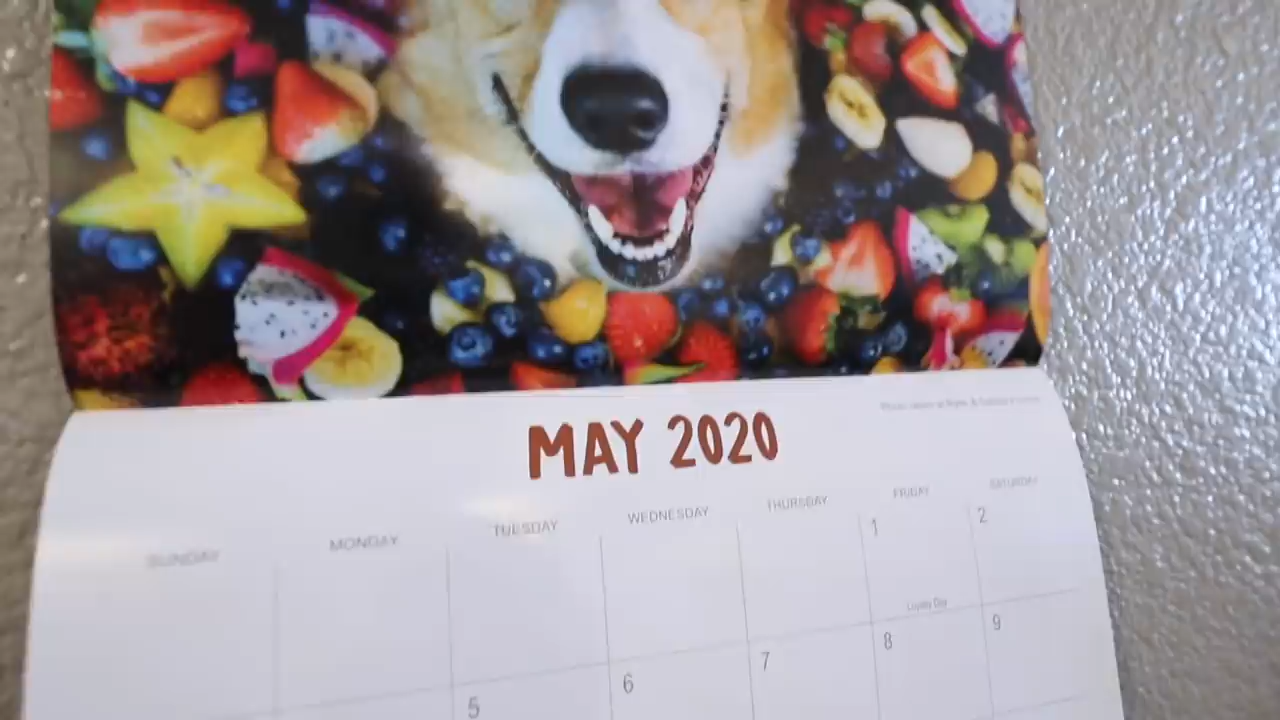 MAY 2020
SUNDAY MONDAY TUESDAY WEDNESDAY THURSDAY FRIDAY SATURDAY
1 2
Loyalty Day
5 6 7 8 9